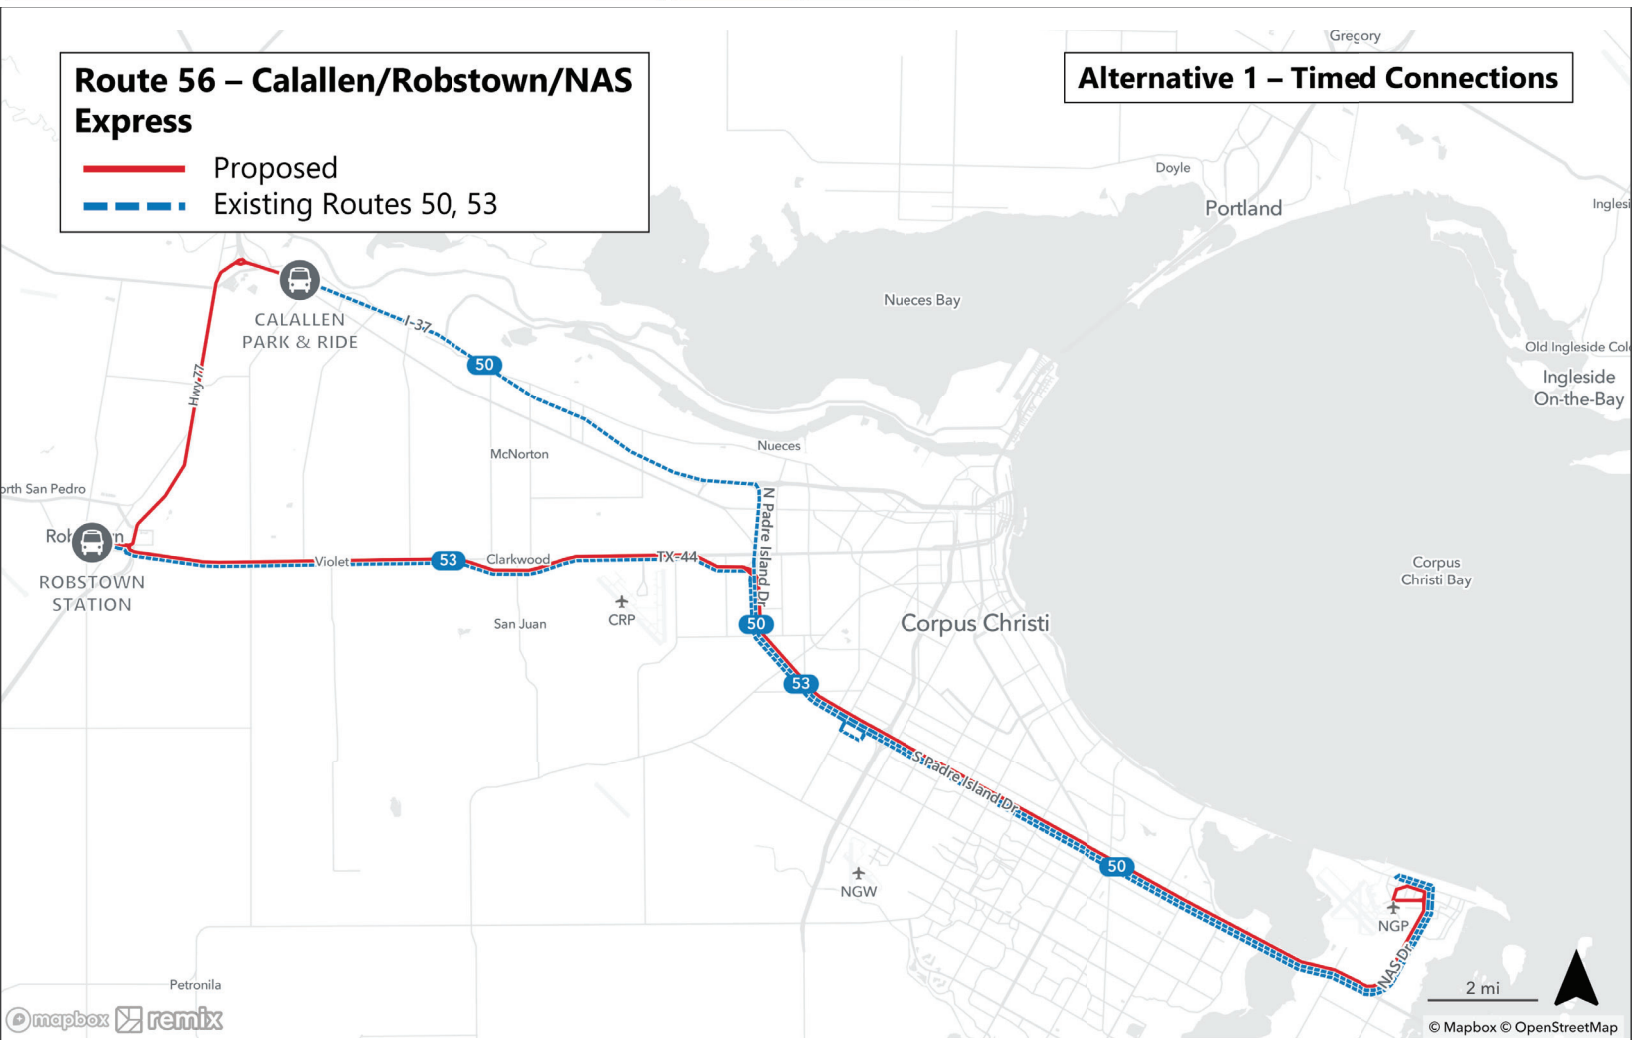 Route 56 – Calallen/Robstown/NAS
Express
Proposed
Existing Routes 50, 53
Alternative 1 – Timed Connections
Gregory
Doyle
Portland
Nueces Bay
CALALLEN
PARK & RIDE
I-37
50
Hwy 77
Old Ingleside
Ingleside
On-the-Bay
McNorton
Nueces
orth San Pedro
N Padre Island Dr
ROBSTOWN
STATION
Violet
53
Clarkwood
TX-44
CRP
San Juan
50
Corpus Christi
Corpus
Christi Bay
53
S Padre Island Dr
50
NGW
NGP
NAS Dr
Petronila
2 mi
mapbox remix
© Mapbox © OpenStreetMap